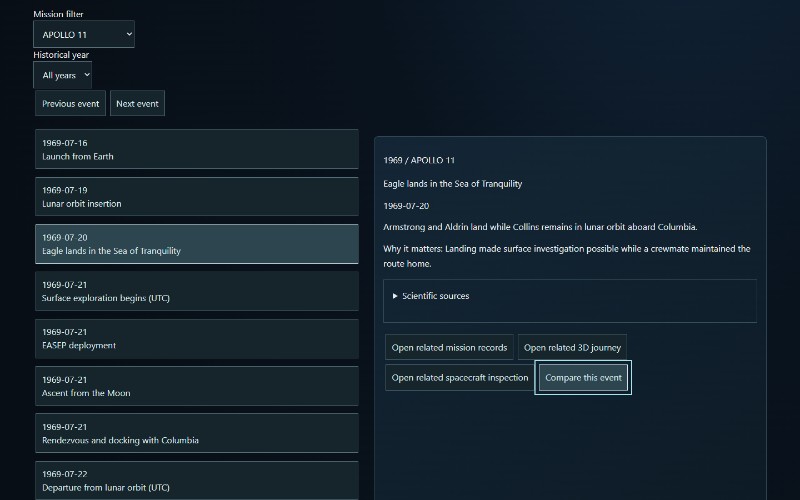 Mission filter
APOLLO 11
Historical year
All years
Previous event
Next event
1969-07-16
Launch from Earth
1969-07-19
Lunar orbit insertion
1969-07-20
Eagle lands in the Sea of Tranquility
1969-07-21
Surface exploration begins (UTC)
1969-07-21
EASEP deployment
1969-07-21
Ascent from the Moon
1969-07-21
Rendezvous and docking with Columbia
1969-07-22
Departure from lunar orbit (UTC)
1969 / APOLLO 11
Eagle lands in the Sea of Tranquility
1969-07-20
Armstrong and Aldrin land while Collins remains in lunar orbit aboard Columbia.
Why it matters: Landing made surface investigation possible while a crewmate maintained the
route home.
Scientific sources
Open related mission records
Open related 3D journey
Open related spacecraft inspection
Compare this event